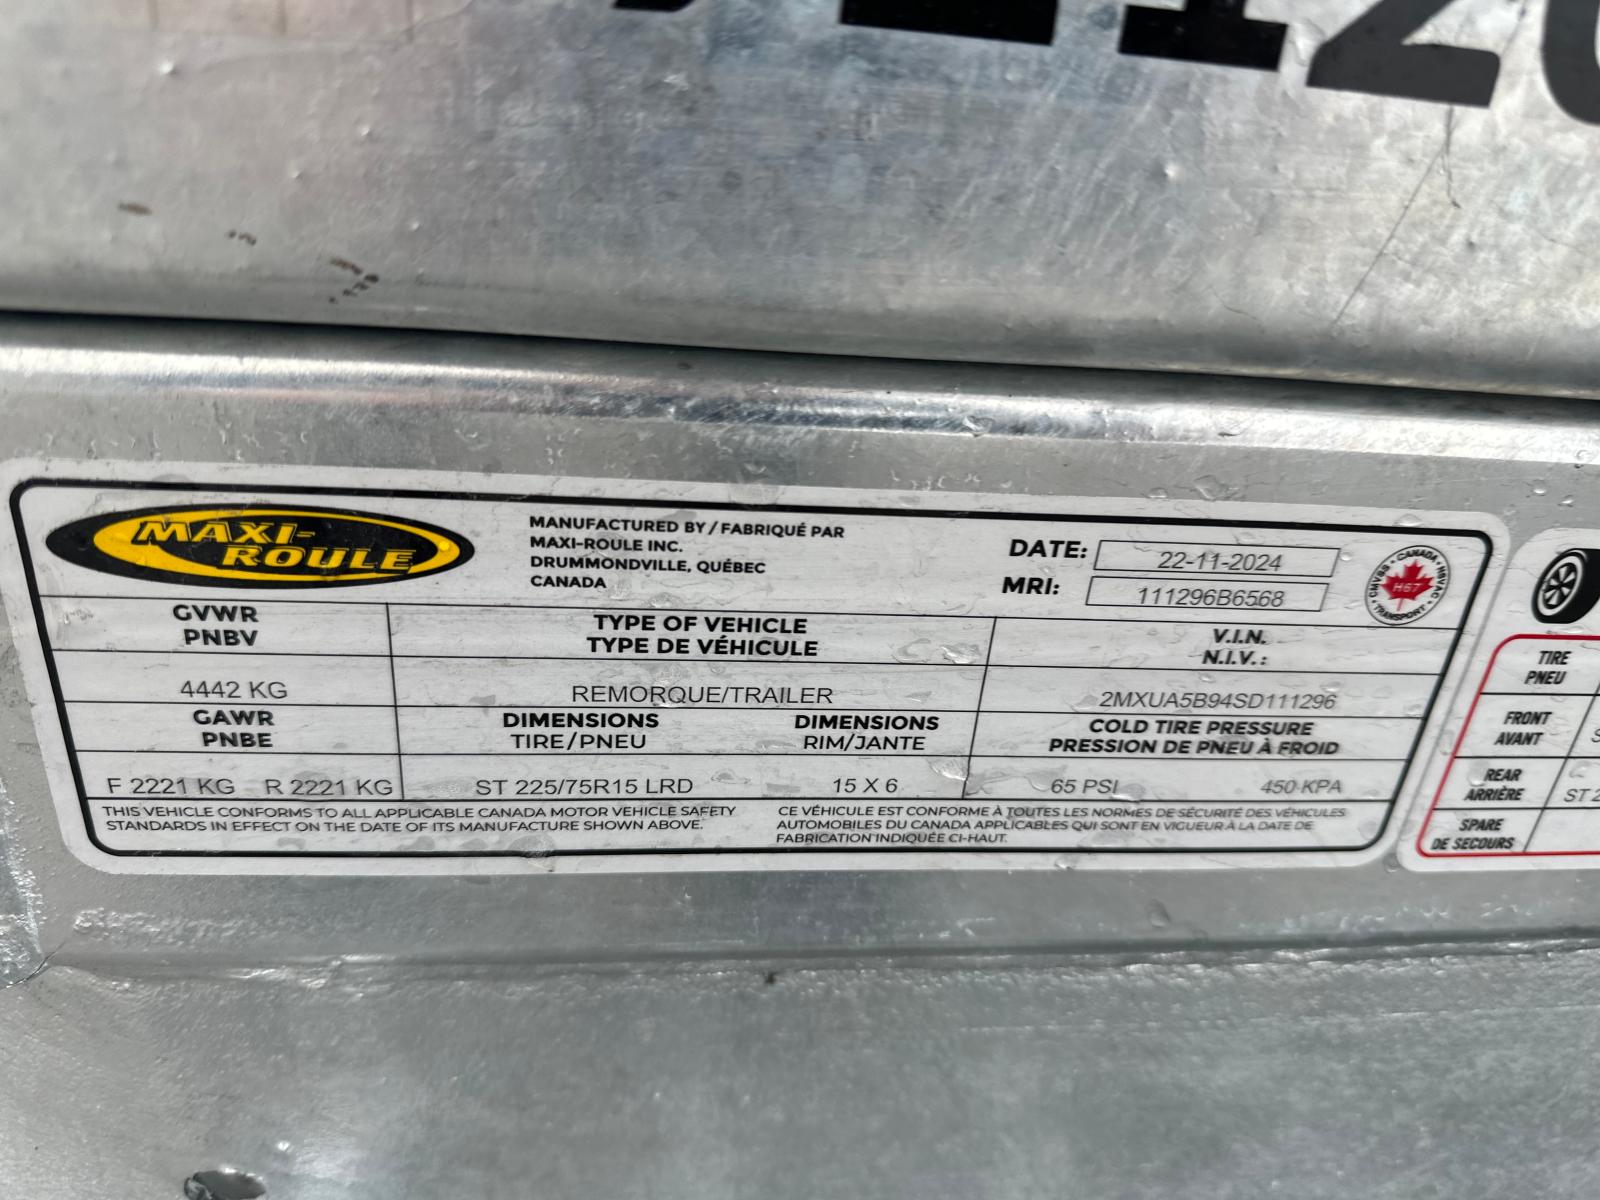 MAXI-
ROULE
MANUFACTURED BY / FABRIQUÉ PAR
MAXI-ROULE INC.
DRUMMONDVILLE, QUÉBEC
CANADA
DATE: 22-11-2024
MRI: 111296B6568
CANADA
CMVSS • NSVAC
H67
TRANSPORT
GVWR
PNBV
TYPE OF VEHICLE
TYPE DE VÉHICULE
V.I.N.
N.I.V.:
4442 KG
REMORQUE/TRAILER
2MXUA5B94SD111296
GAWR
PNBE
DIMENSIONS
TIRE/PNEU
DIMENSIONS
RIM/JANTE
COLD TIRE PRESSURE
PRESSION DE PNEU À FROID
F 2221 KG R 2221 KG
ST 225/75R15 LRD
15 X 6
65 PSI 450 KPA
THIS VEHICLE CONFORMS TO ALL APPLICABLE CANADA MOTOR VEHICLE SAFETY
STANDARDS IN EFFECT ON THE DATE OF ITS MANUFACTURE SHOWN ABOVE.
CE VÉHICULE EST CONFORME À TOUTES LES NORMES DE SÉCURITÉ DES VÉHICULES
AUTOMOBILES DU CANADA APPLICABLES QUI SONT EN VIGUEUR À LA DATE DE
FABRICATION INDIQUÉE CI-HAUT.
TIRE
PNEU
FRONT
AVANT
REAR
ARRIÈRE
ST 2
SPARE
DE SECOURS